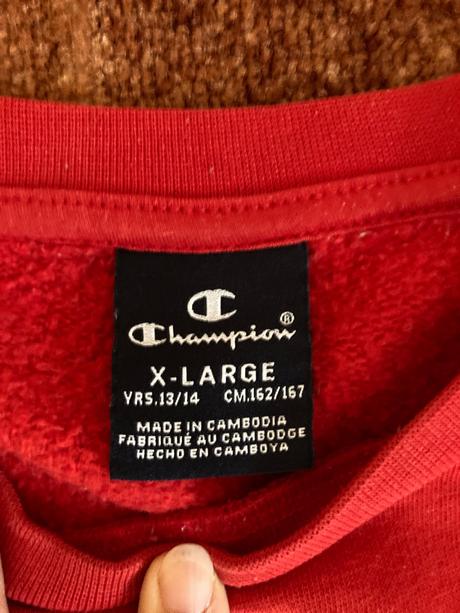 Champion®
X-LARGE
YRS.13/14 CM.162/167
MADE IN CAMBODIA
FABRIQUÉ AU CAMBODGE
HECHO EN CAMBOYA